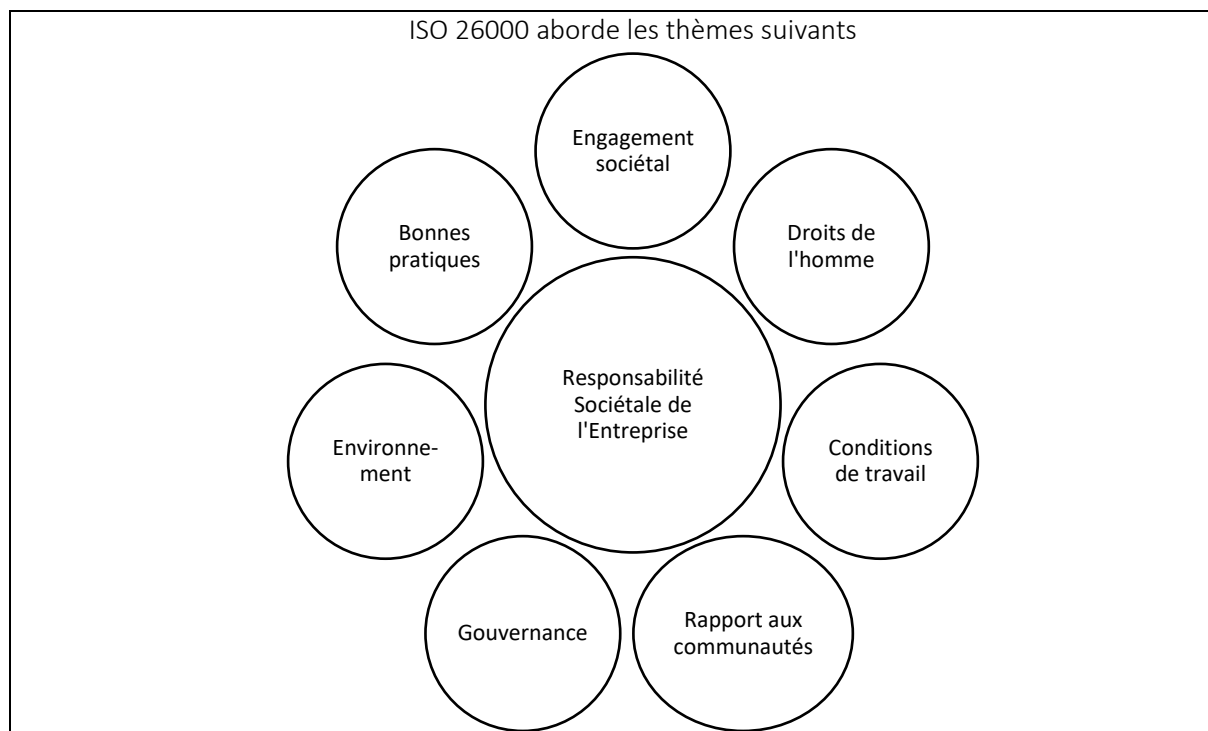 ISO 26000 aborde les thèmes suivants
Engagement
sociétal
Droits de
l'homme
Conditions
de travail
Rapport aux
communautés
Gouvernance
Environne-
ment
Bonnes
pratiques
Responsabilité
Sociétale de
l'Entreprise